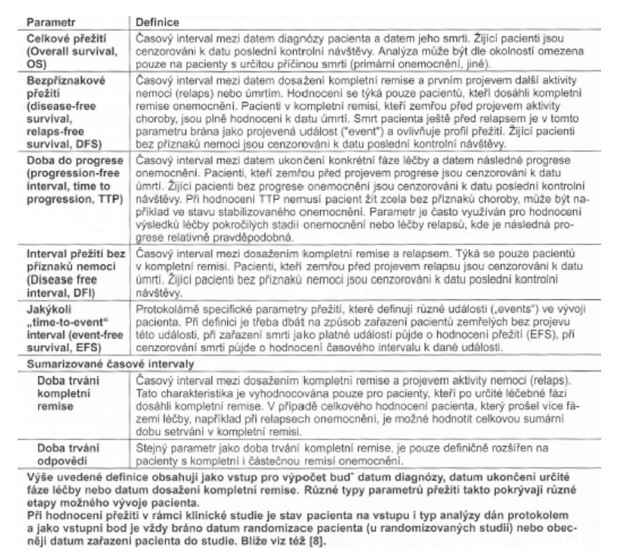 Parametr Definice
Celkové přežití Časový interval mezi datem diagnózy pacienta a datem jeho smrti. Žijící pacienti jsou
(Overall survival, cenzorováni k datu poslední kontrolní návštěvy. Analýza může být dle okolností omezena
OS) pouze na pacienty s určitou příčinou smrti (primární onemocnění, jiné).
Bezpříznakové Časový interval mezi datem dosažení kompletní remise a prvním projevem další aktivity
přežití nemoci (relaps) nebo úmrtím. Hodnocení se týká pouze pacientů, kteří dosáhli kompletní
(disease-free remise onemocnění. Pacienti v kompletní remisi, kteří zemřou před projevem aktivity
survival, choroby, jsou plně hodnoceni k datu úmrtí. Smrt pacienta ještě před relapsem je v tomto
relaps-free parametru brána jako projevená událost ("event") a ovlivňuje profil přežití. Žijící pacienti
survival, DFS) bez příznaků nemoci jsou cenzorováni k datu poslední kontrolní návštěvy.
Doba do progrese Časový interval mezi datem ukončení konkrétní fáze léčby a datem následné progrese
(progression-free onemocnění. Pacienti, kteří zemřou před projevem progrese jsou cenzorováni k datu
interval, time to úmrtí. Žijící pacienti bez progrese onemocnění jsou cenzorováni k datu poslední kontrolní
progression, TTP) návštěvy. Při hodnocení TTP nemusí pacient žít zcela bez příznaků choroby, může být na-
příklad ve stavu stabilizovaného onemocnění. Parametr je často využíván pro hodnocení
výsledků léčby pokročilých stadií onemocnění nebo léčby relapsů, kde je následná pro-
grese relativně pravděpodobná.
Interval přežití bez Časový interval mezi dosažením kompletní remise a relapsem. Týká se pouze pacientů
příznaků nemoci v kompletní remisi. Pacienti, kteří zemřou před projevem relapsu jsou cenzorováni k datu
(Disease free úmrtí. Žijící pacienti bez příznaků nemoci jsou cenzorováni k datu poslední kontrolní
interval, DFI) návštěvy.
Jakýkoli Protokolárně specifické parametry přežití, které definují různé události („events“) ve vývoji
„time-to-event“ pacienta. Při definici je třeba dbát na způsob zařazení pacientů zemřelých bez projevu
interval (event-free této události, při zařazení smrti jako platné události půjde o hodnocení přežití (EFS), při
survival, EFS) cenzorování smrti půjde o hodnocení časového intervalu k dané události.
Sumarizované časové intervaly
Doba trvání Časový interval mezi dosažením kompletní remise a projevem aktivity nemoci (relaps).
kompletní Tato charakteristika je vyhodnocována pouze pro pacienty, kteří po určité léčebné fázi
remise dosáhli kompletní remise. V případě celkového hodnocení pacienta, který prošel více fá-
zemi léčby, například při relapsech onemocnění, je možné hodnotit celkovou sumární
dobu setrvání v kompletní remisi.
Doba trvání Stejný parametr jako doba trvání kompletní remise, je pouze definičně rozšířen na
odpovědi pacienty s kompletní i částečnou remisí onemocnění.
Výše uvedené definice obsahují jako vstup pro výpočet buď datum diagnózy, datum ukončení určité
fáze léčby nebo datum dosažení kompletní remise. Různé typy parametrů přežití takto pokrývají různé
etapy možného vývoje pacienta.
Při hodnocení přežití v rámci klinické studie je stav pacienta na vstupu i typ analýzy dán protokolem
a jako vstupní bod je vždy bráno datum randomizace pacienta (u randomizovaných studií) nebo obec-
něji datum zařazení pacienta do studie. Blíže viz též [8].